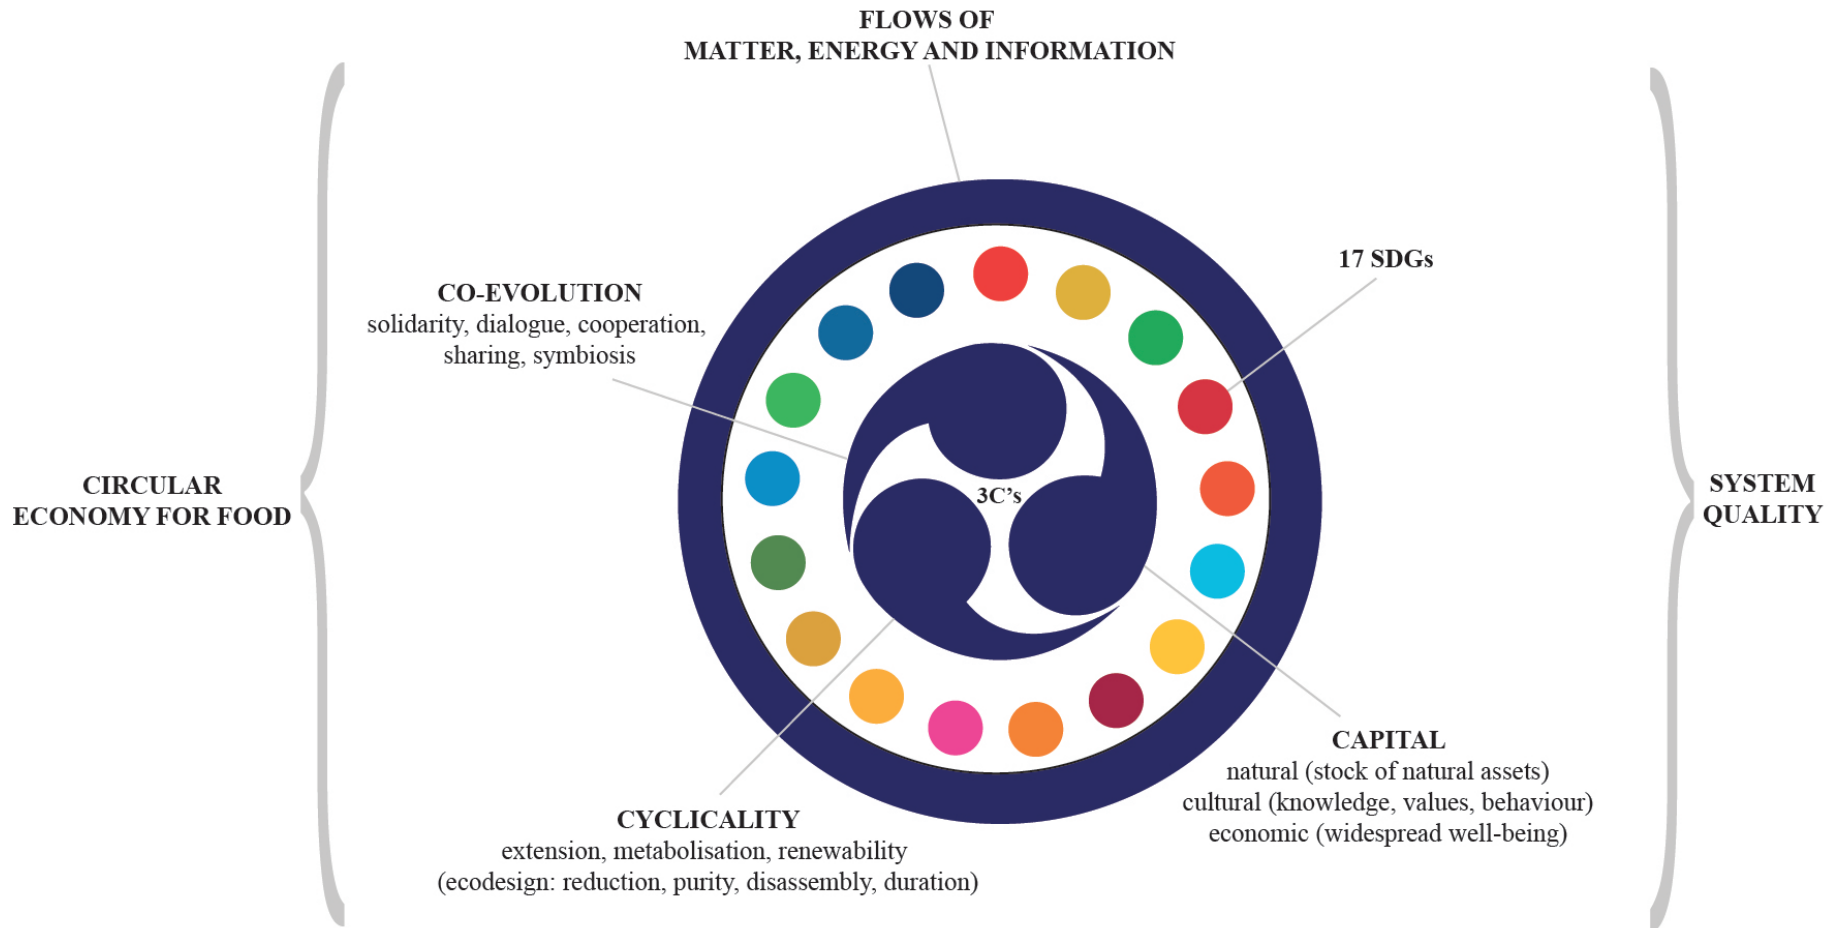 FLOWS OF
MATTER, ENERGY AND INFORMATION
17 SDGs
CO-EVOLUTION
solidarity, dialogue, cooperation,
sharing, symbiosis
CIRCULAR
ECONOMY FOR FOOD
3C’s
SYSTEM
QUALITY
CAPITAL
natural (stock of natural assets)
cultural (knowledge, values, behaviour)
economic (widespread well-being)
CYCLICALITY
extension, metabolisation, renewability
(ecodesign: reduction, purity, disassembly, duration)